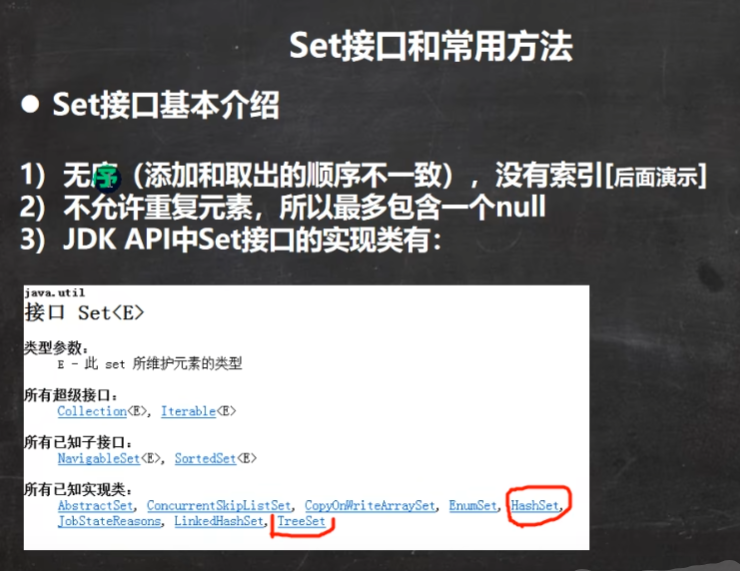 Set接口和常用方法
● Set接口基本介绍
1）无序（添加和取出的顺序不一致），没有索引[后面演示]
2）不允许重复元素，所以最多包含一个null
3）JDK API中Set接口的实现类有：
java.util
接口 Set<E>
类型参数：
E - 此 set 所维护元素的类型
所有超级接口：
Collection<E>, Iterable<E>
所有已知子接口：
NavigableSet<E>, SortedSet<E>
所有已知实现类：
AbstractSet, ConcurrentSkipListSet, CopyOnWriteArraySet, EnumSet, HashSet,
JobStateReasons, LinkedHashSet, TreeSet